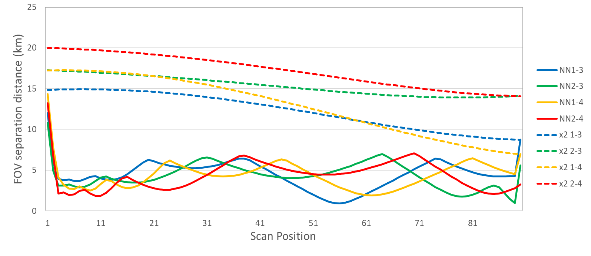 FOV separation distance (km)
25
20
15
10
5
0
1
11
21
31
41
51
61
71
81
Scan Position
NN1-3
NN2-3
NN1-4
NN2-4
x2 1-3
x2 2-3
x2 1-4
x2 2-4